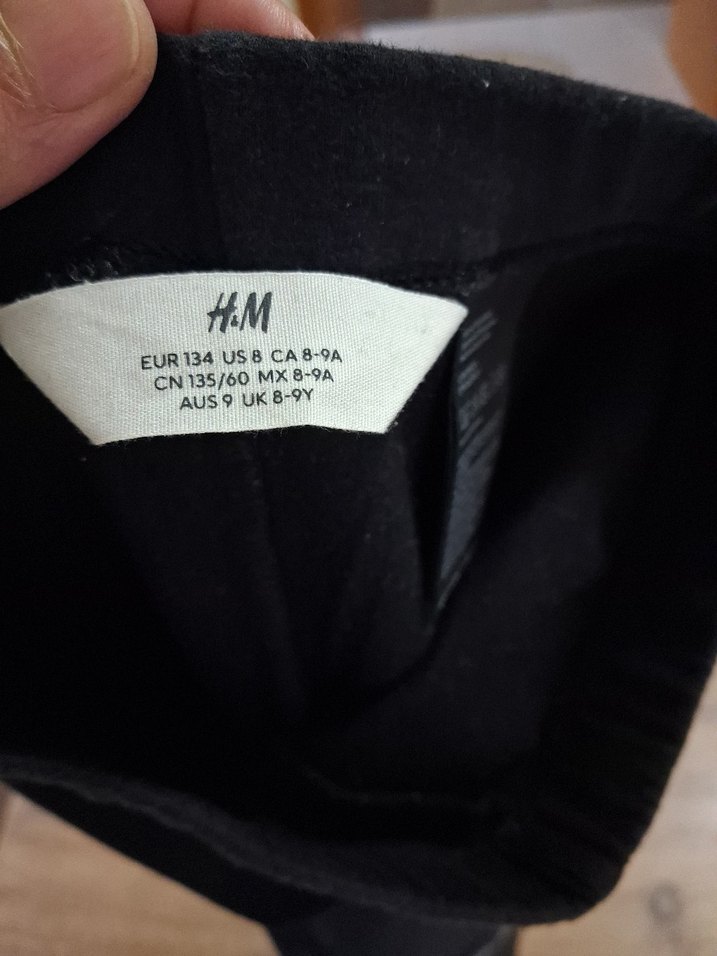 H&M
EUR 134 US 8 CA 8-9A
CN 135/60 MX 8-9A
AUS 9 UK 8-9Y